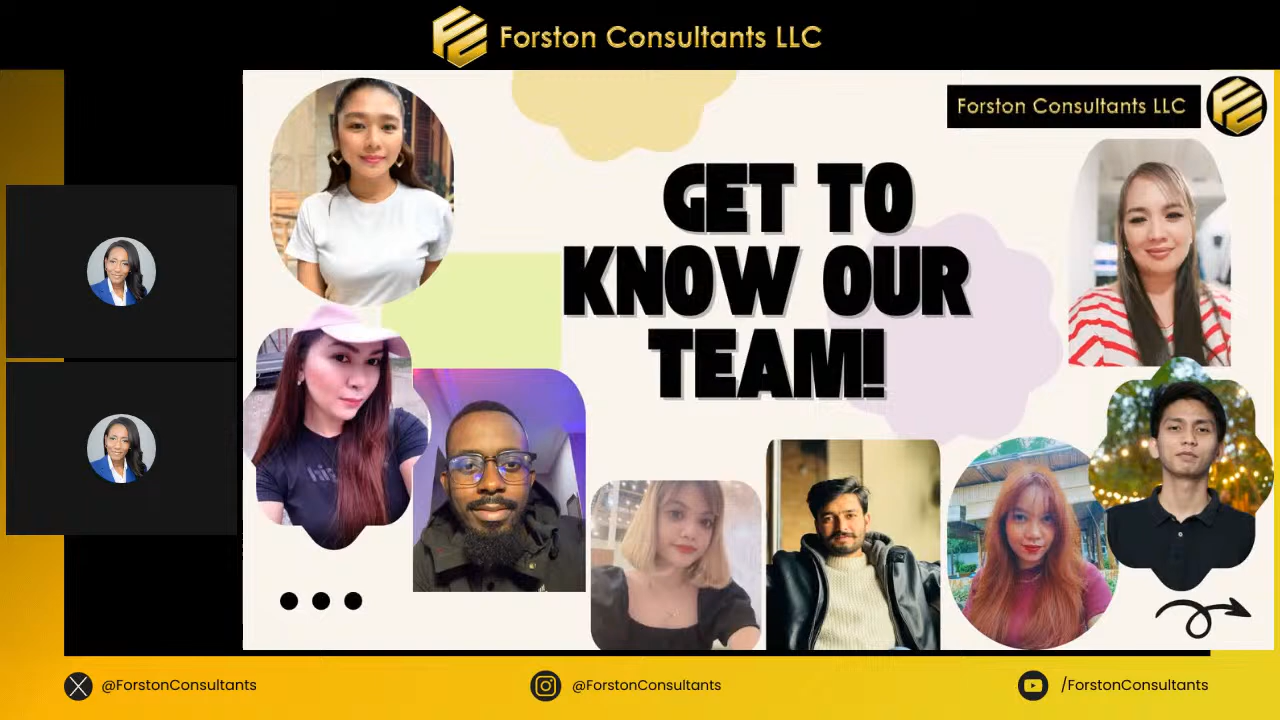 Forston Consultants LLC
Forston Consultants LLC
GET TO
KNOW OUR
TEAM!
@ForstonConsultants
@ForstonConsultants
/ForstonConsultants